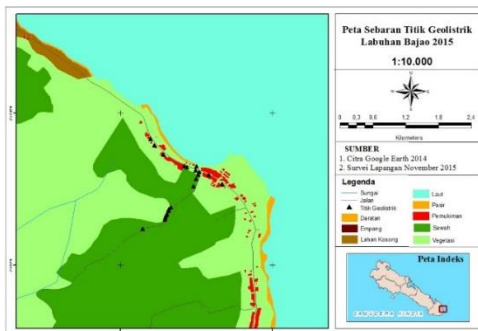 Peta Sebaran Titik Geolistrik
Labuhan Bajao 2015
1:10.000
0 0,3 0,6 1,2 1,8 2,4
Kilometers
SUMBER
1. Citra Google Earth 2014
2. Survei Lapangan November 2015
Legenda
Sungai
Jalan
Titik Geolistrik
Daratan
Empang
Lahan Kosong
Laut
Pasir
Pemukiman
Sawah
Vegetasi
Peta Indeks
SAMUDERA HINDIA